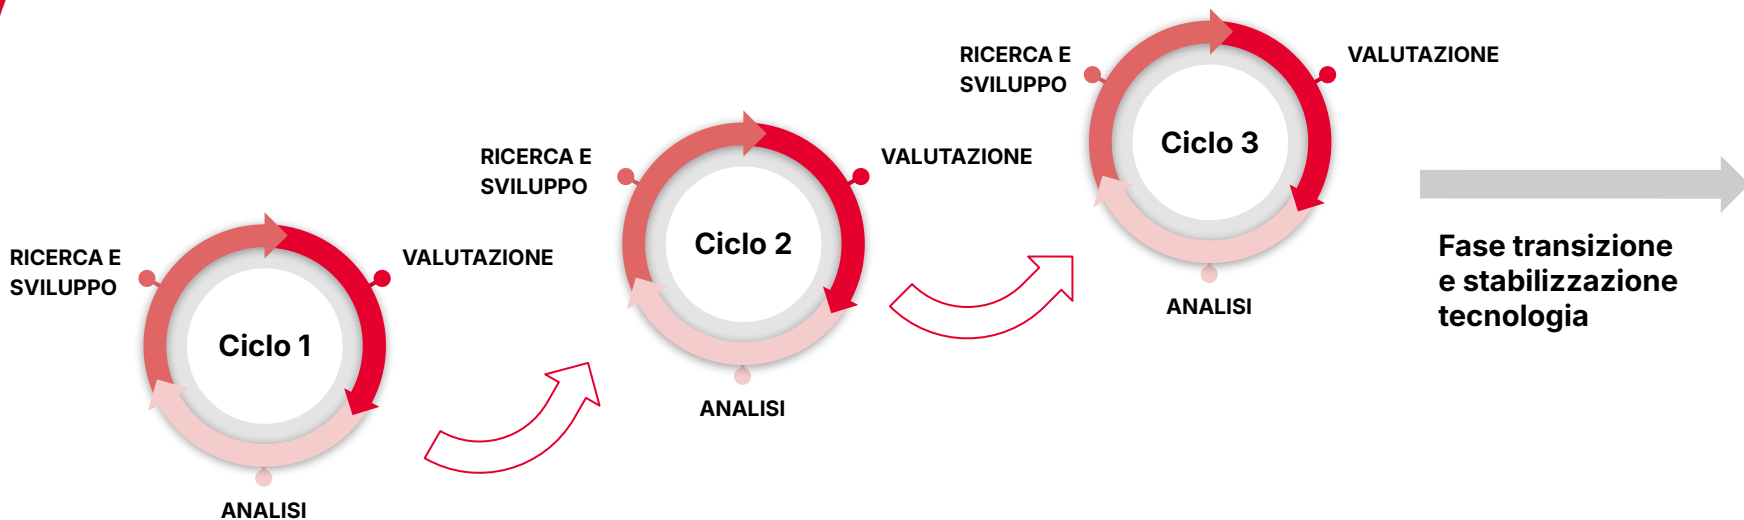 RICERCA E
SVILUPPO
VALUTAZIONE
Ciclo 1
ANALISI
RICERCA E
SVILUPPO
VALUTAZIONE
Ciclo 2
ANALISI
RICERCA E
SVILUPPO
VALUTAZIONE
Ciclo 3
ANALISI
Fase transizione
e stabilizzazione
tecnologia